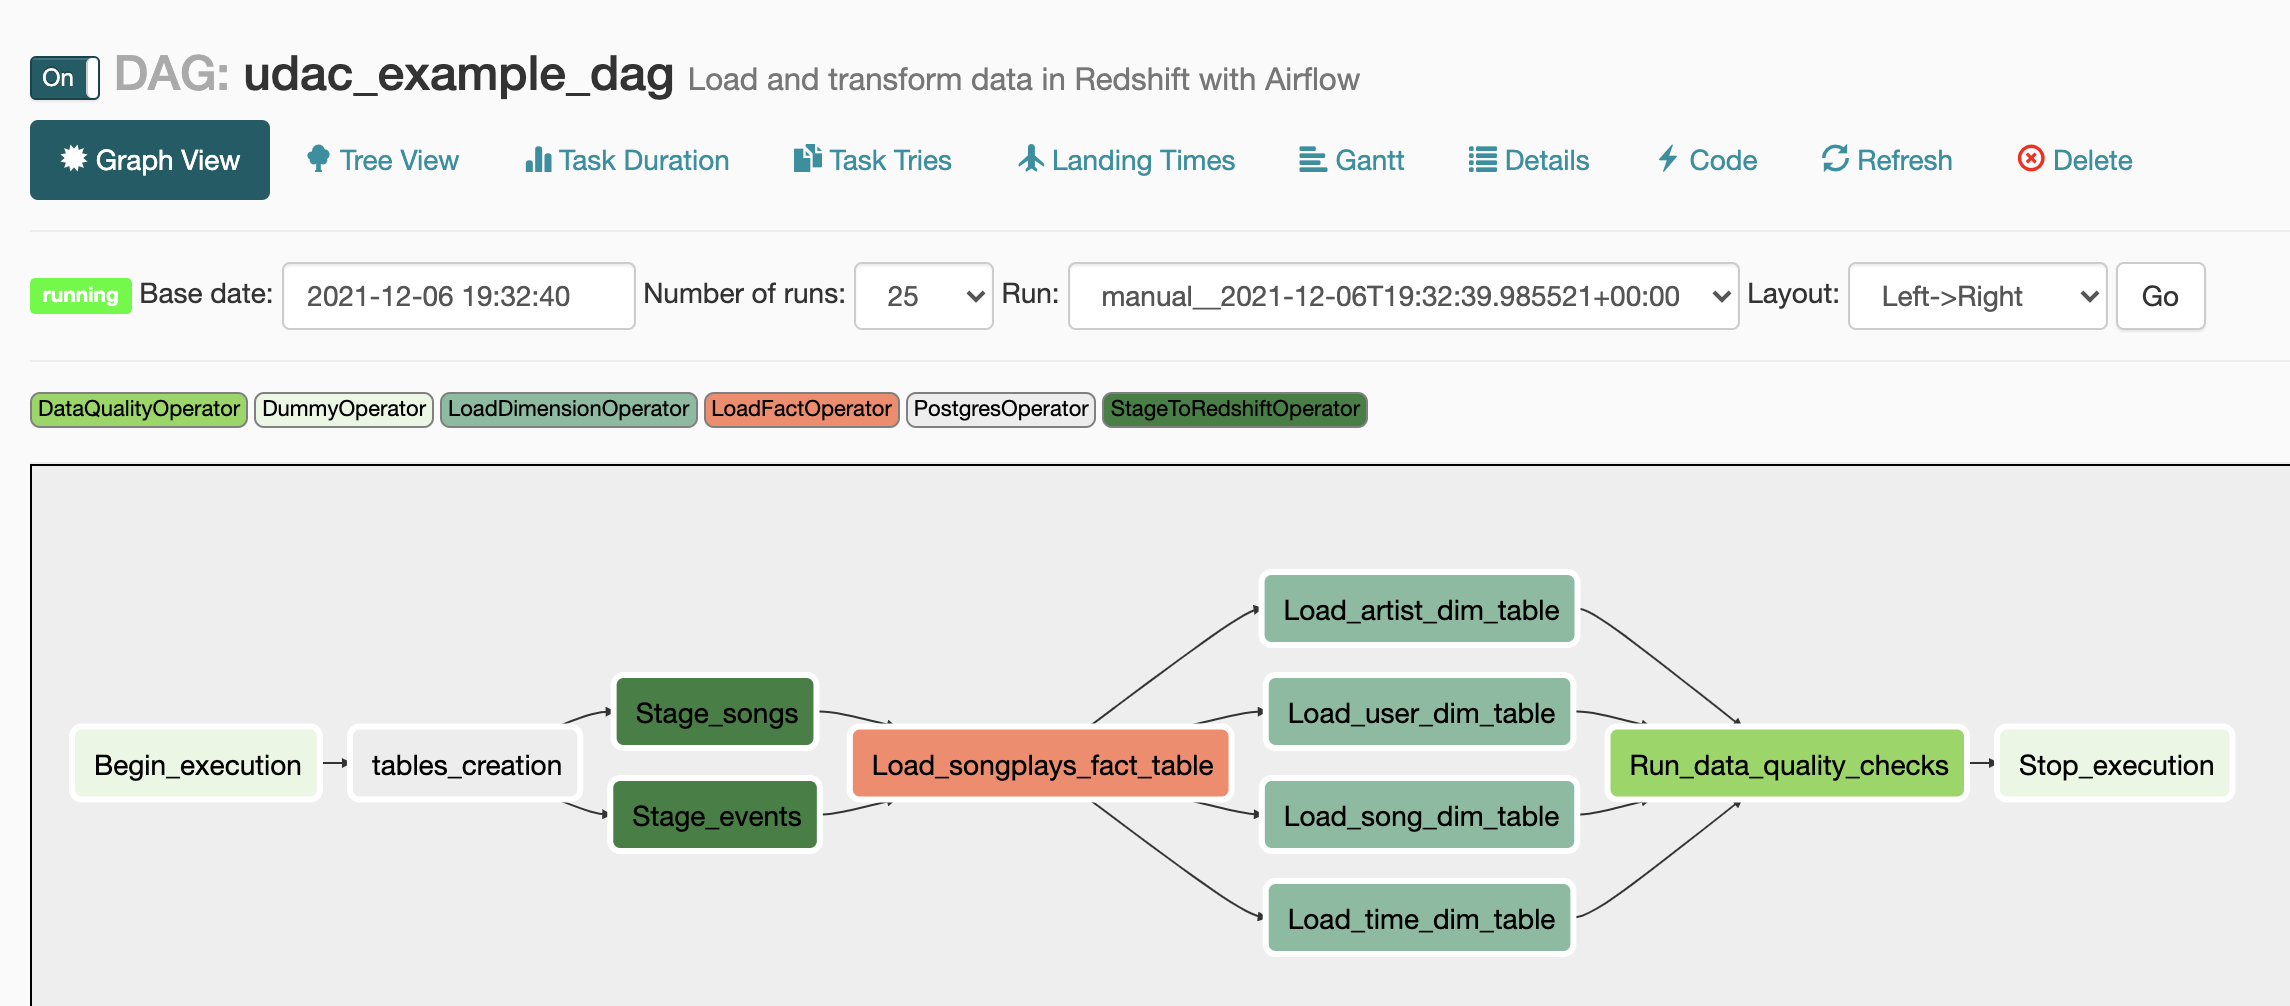 On DAG: udac_example_dag Load and transform data in Redshift with Airflow
Graph View Tree View Task Duration Task Tries Landing Times Gantt Details Code Refresh Delete
running Base date: 2021-12-06 19:32:40 Number of runs: 25 Run: manual__2021-12-06T19:32:39.985521+00:00 Layout: Left->Right Go
DataQualityOperator DummyOperator LoadDimensionOperator LoadFactOperator PostgresOperator StageToRedshiftOperator
Begin_execution
tables_creation
Stage_songs
Stage_events
Load_songplays_fact_table
Load_artist_dim_table
Load_user_dim_table
Load_song_dim_table
Load_time_dim_table
Run_data_quality_checks
Stop_execution